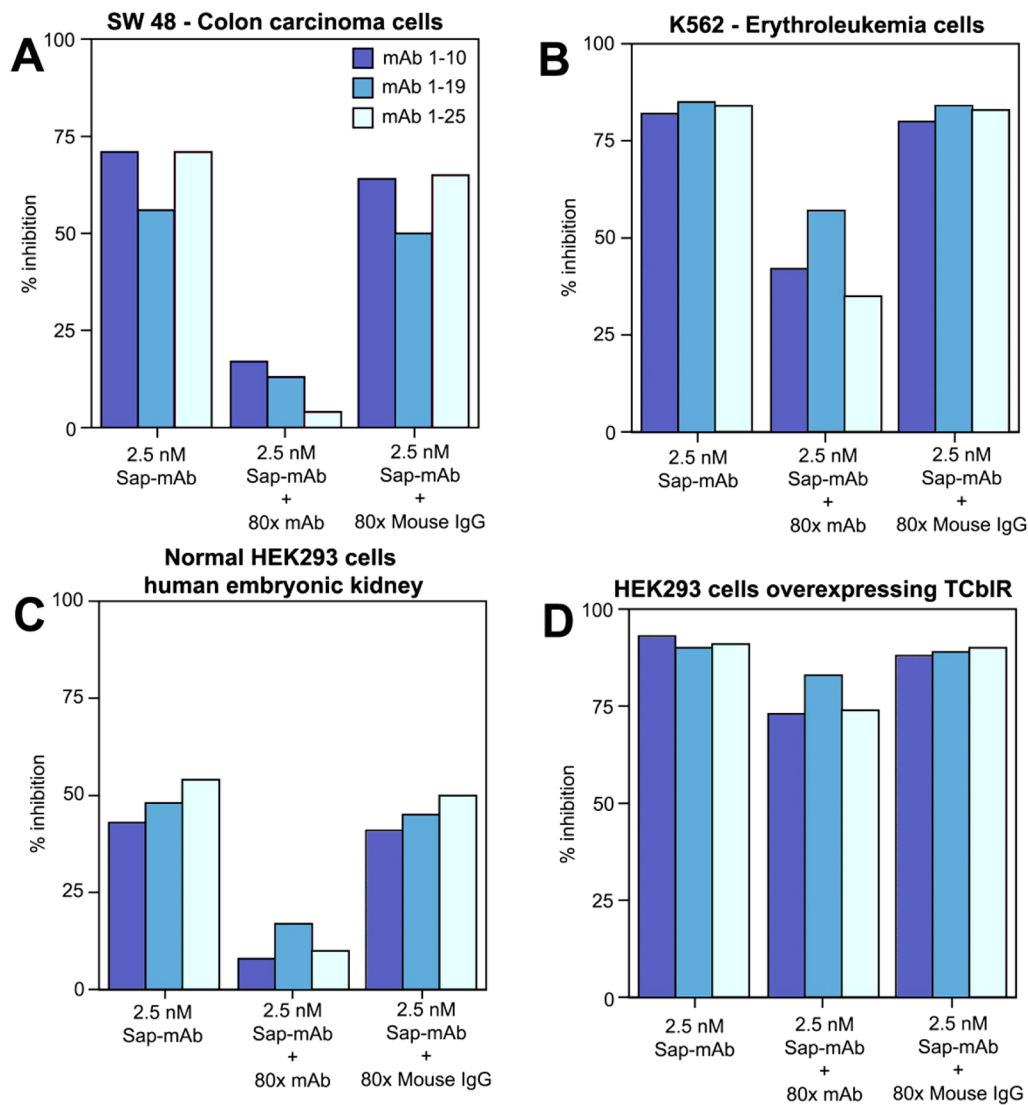 A
SW 48 - Colon carcinoma cells
100
75
50
25
0
% inhibition
mAb 1-10
mAb 1-19
mAb 1-25
2.5 nM
Sap-mAb
2.5 nM
Sap-mAb
+
80x mAb
2.5 nM
Sap-mAb
+
80x Mouse IgG
B
K562 - Erythroleukemia cells
100
75
50
25
0
% inhibition
2.5 nM
Sap-mAb
2.5 nM
Sap-mAb
+
80x mAb
2.5 nM
Sap-mAb
+
80x Mouse IgG
C
Normal HEK293 cells
human embryonic kidney
100
75
50
25
0
% inhibition
2.5 nM
Sap-mAb
2.5 nM
Sap-mAb
+
80x mAb
2.5 nM
Sap-mAb
+
80x Mouse IgG
D
HEK293 cells overexpressing TCblR
100
75
50
25
0
% inhibition
2.5 nM
Sap-mAb
2.5 nM
Sap-mAb
+
80x mAb
2.5 nM
Sap-mAb
+
80x Mouse IgG